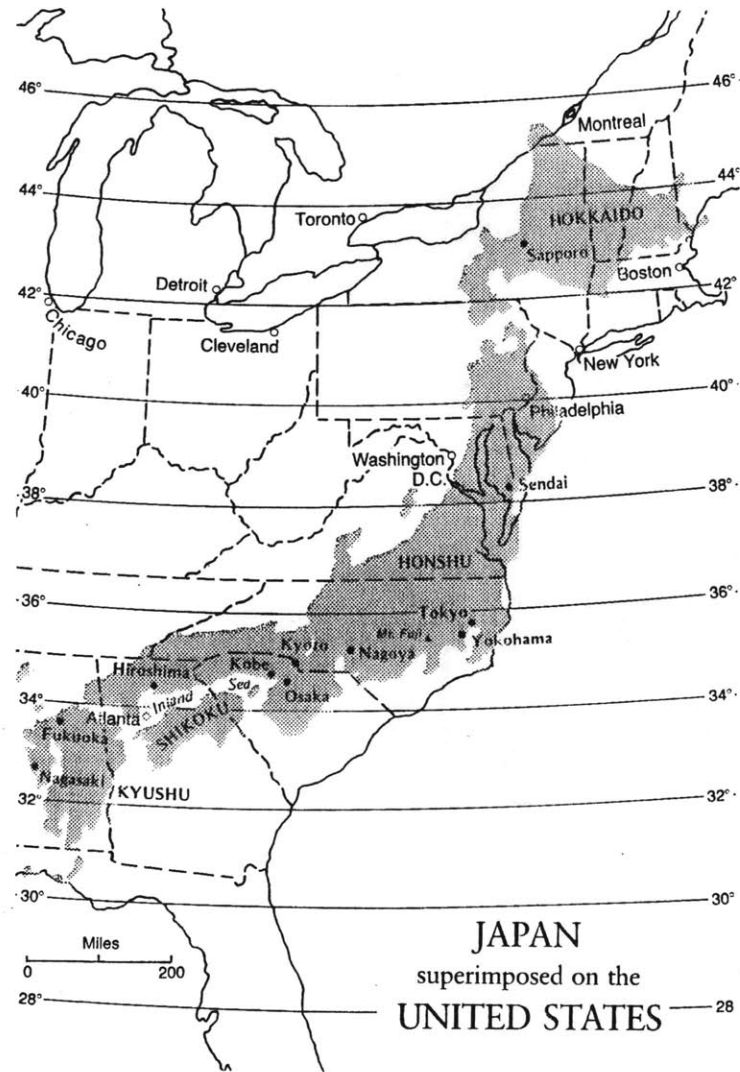 46°
46°
Montreal
44°
44°
Toronto
HOKKAIDO
Sapporo
Detroit
Boston
42°
42°
Chicago
Cleveland
New York
40°
40°
Philadelphia
Washington
D.C.
Sendai
38°
38°
HONSHU
36°
36°
Tokyo
Mt. Fuji
Yokohama
Kyoto
Nagoya
Hiroshima
Kobe
Inland Sea
Osaka
34°
34°
Atlanta
SHIKOKU
Fukuoka
Nagasaki
KYUSHU
32°
32°
30°
30°
Miles
0 200
JAPAN
superimposed on the
UNITED STATES
28°
28